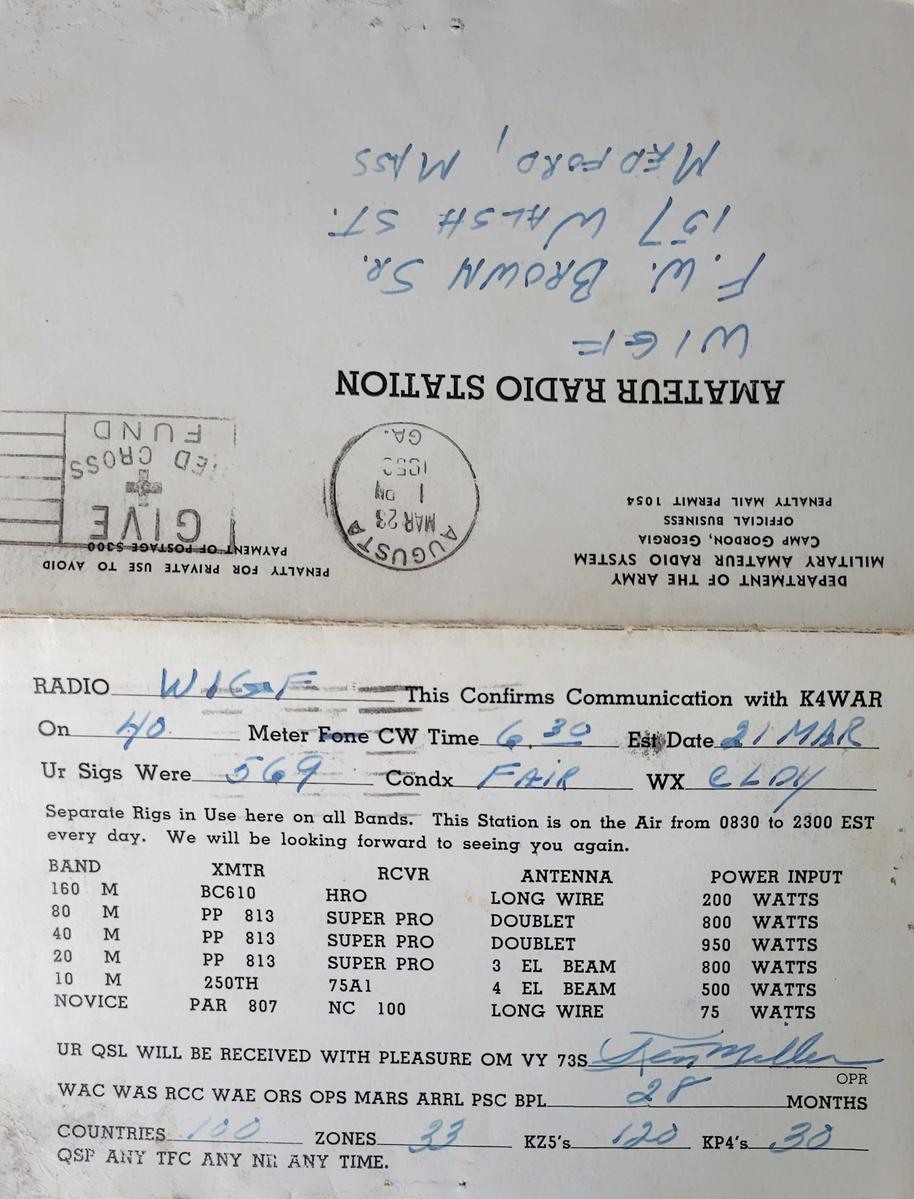 DEPARTMENT OF THE ARMY
MILITARY AMATEUR RADIO SYSTEM
CAMP GORDON, GEORGIA
OFFICIAL BUSINESS
PENALTY MAIL PERMIT 1054
PENALTY FOR PRIVATE USE TO AVOID
PAYMENT OF POSTAGE $300
AUGUSTA
MAR 23
1
GA.
GIVE
CROSS
FUND
AMATEUR RADIO STATION
W1GF
F.W. BROWN SR.
157 WALSH ST.
MEDFORD, MASS
RADIO W1GF This Confirms Communication with K4WAR
On 40 Meter Fone CW Time 6.30 Est Date 21 MAR
Ur Sigs Were 569 Condx FAIR WX CLDY
Separate Rigs in Use here on all Bands. This Station is on the Air from 0830 to 2300 EST
every day. We will be looking forward to seeing you again.
BAND XMTR RCVR ANTENNA POWER INPUT
160 M BC610 HRO LONG WIRE 200 WATTS
80 M PP 813 SUPER PRO DOUBLET 800 WATTS
40 M PP 813 SUPER PRO DOUBLET 950 WATTS
20 M PP 813 SUPER PRO 3 EL BEAM 800 WATTS
10 M 250TH 75A1 4 EL BEAM 500 WATTS
NOVICE PAR 807 NC 100 LONG WIRE 75 WATTS
UR QSL WILL BE RECEIVED WITH PLEASURE OM VY 73S Ken Miller
OPR
WAC WAS RCC WAE ORS OPS MARS ARRL PSC BPL 28 MONTHS
COUNTRIES 100 ZONES 33 KZ5's 120 KP4's 30
QSP ANY TFC ANY NR ANY TIME.